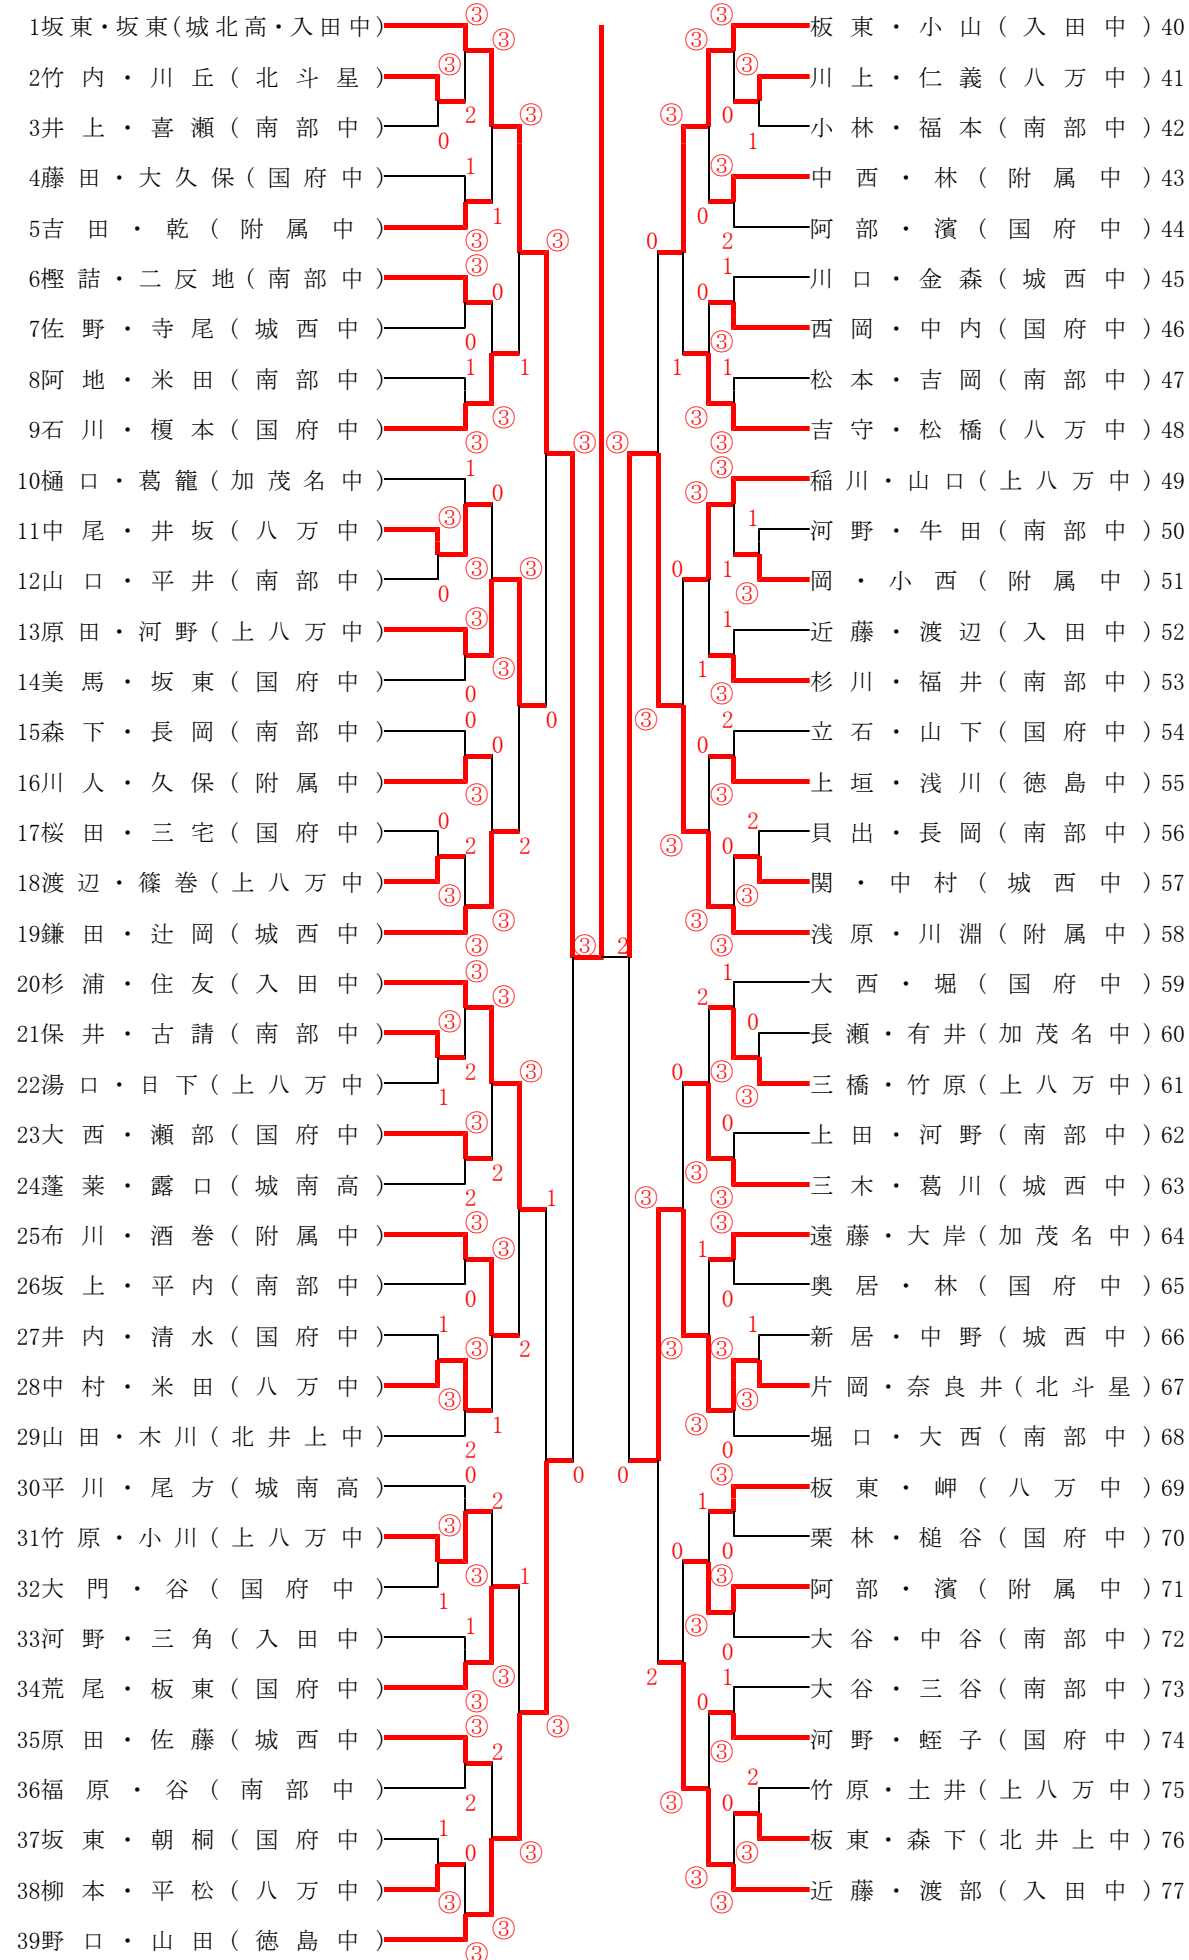 1坂東・坂東(城北高・入田中)
2竹内・川丘(北斗星)
3井上・喜瀬(南部中)
4藤田・大久保(国府中)
5吉田・乾(附属中)
6樫詰・二反地(南部中)
7佐野・寺尾(城西中)
8阿地・米田(南部中)
9石川・榎本(国府中)
10樋口・葛籠(加茂名中)
11中尾・井坂(八万中)
12山口・平井(南部中)
13原田・河野(上八万中)
14美馬・坂東(国府中)
15森下・長岡(南部中)
16川人・久保(附属中)
17桜田・三宅(国府中)
18渡辺・篠巻(上八万中)
19鎌田・辻岡(城西中)
20杉浦・住友(入田中)
21保井・古請(南部中)
22湯口・日下(上八万中)
23大西・瀬部(国府中)
24蓬莱・露口(城南高)
25布川・酒巻(附属中)
26坂上・平内(南部中)
27井内・清水(国府中)
28中村・米田(八万中)
29山田・木川(北井上中)
30平川・尾方(城南高)
31竹原・小川(上八万中)
32大門・谷(国府中)
33河野・三角(入田中)
34荒尾・板東(国府中)
35原田・佐藤(城西中)
36福原・谷(南部中)
37坂東・朝桐(国府中)
38柳本・平松(八万中)
39野口・山田(徳島中)
板東・小山(入田中)40
川上・仁義(八万中)41
小林・福本(南部中)42
中西・林(附属中)43
阿部・濱(国府中)44
川口・金森(城西中)45
西岡・中内(国府中)46
松本・吉岡(南部中)47
吉守・松橋(八万中)48
稲川・山口(上八万中)49
河野・牛田(南部中)50
岡・小西(附属中)51
近藤・渡辺(入田中)52
杉川・福井(南部中)53
立石・山下(国府中)54
上垣・浅川(徳島中)55
貝出・長岡(南部中)56
関・中村(城西中)57
浅原・川淵(附属中)58
大西・堀(国府中)59
長瀬・有井(加茂名中)60
三橋・竹原(上八万中)61
上田・河野(南部中)62
三木・葛川(城西中)63
遠藤・大岸(加茂名中)64
奥居・林(国府中)65
新居・中野(城西中)66
片岡・奈良井(北斗星)67
堀口・大西(南部中)68
板東・岬(八万中)69
栗林・槌谷(国府中)70
阿部・濱(附属中)71
大谷・中谷(南部中)72
大谷・三谷(南部中)73
河野・蛭子(国府中)74
竹原・土井(上八万中)75
板東・森下(北井上中)76
近藤・渡部(入田中)77